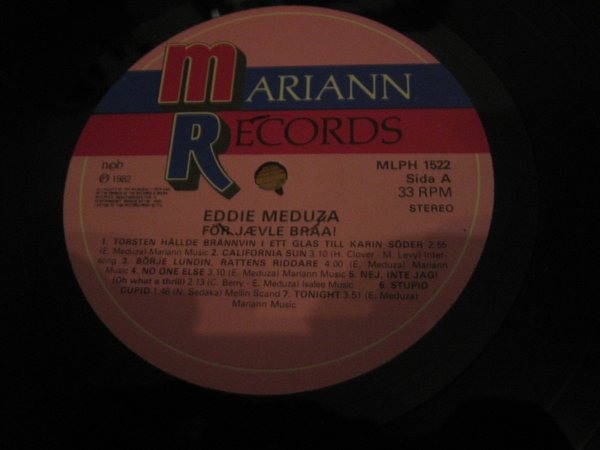 MARIANN
RECORDS
ncb
Ⓟ 1982
MLPH 1522
Sida A
33 RPM
STEREO
EDDIE MEDUZA
FÖR JÆVLE BRÄA!
1. TORSTEN HÄLLDE BRÄNNVIN I ETT GLAS TILL KARIN SÖDER 2.65
(E. Meduza) Mariann Music 2. CALIFORNIA SUN 3.10 (H. Glover - M. Levy) Inter-
song 3. BÖRJE LUNDIN, RATTENS RIDDARE 4.00 (E. Meduza) Mariann
Music 4. NO ONE ELSE 3.10 (E. Meduza) Mariann Music 5. NEJ, INTE JAG!
(Oh what a thrill) 2.13 (C. Berry - E. Meduza) Isalee Music 6. STUPID
CUPID 1.46 (N. Sedaka) Mellin Scand 7. TONIGHT 3.51 (E. Meduza)
Mariann Music